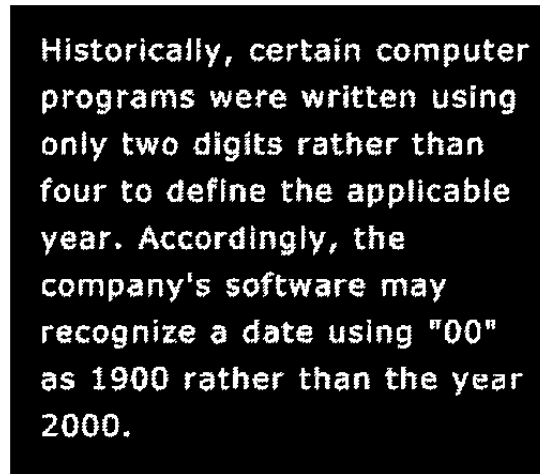 Historically, certain computer
programs were written using
only two digits rather than
four to define the applicable
year. Accordingly, the
company's software may
recognize a date using "00"
as 1900 rather than the year
2000.